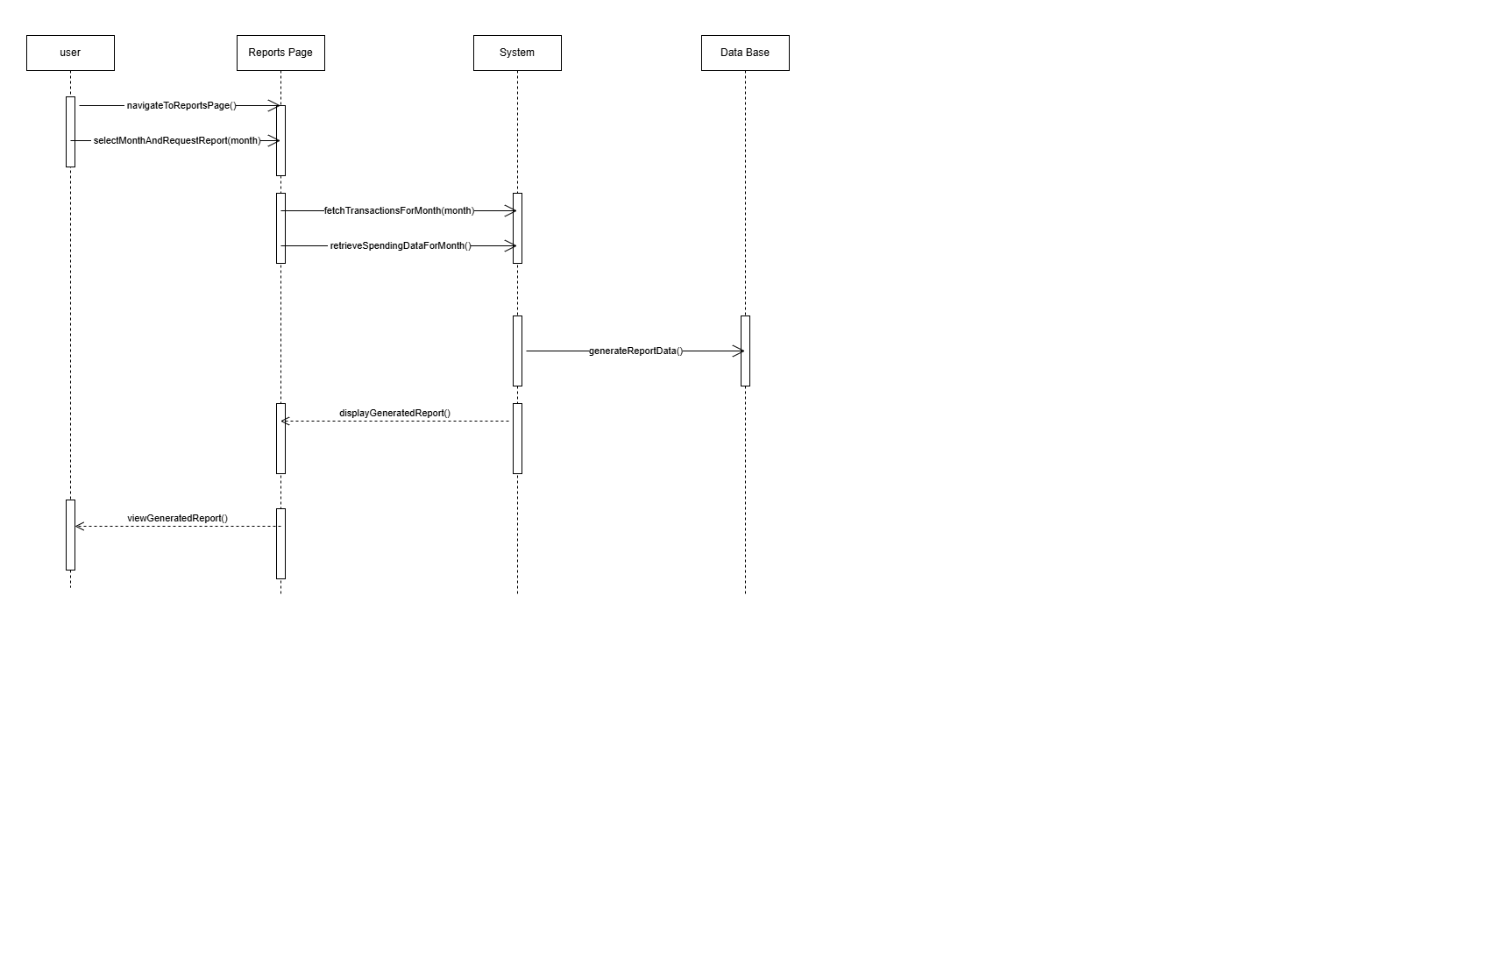 user
Reports Page
System
Data Base
navigateToReportsPage()
selectMonthAndRequestReport(month)
fetchTransactionsForMonth(month)
retrieveSpendingDataForMonth()
generateReportData()
displayGeneratedReport()
viewGeneratedReport()